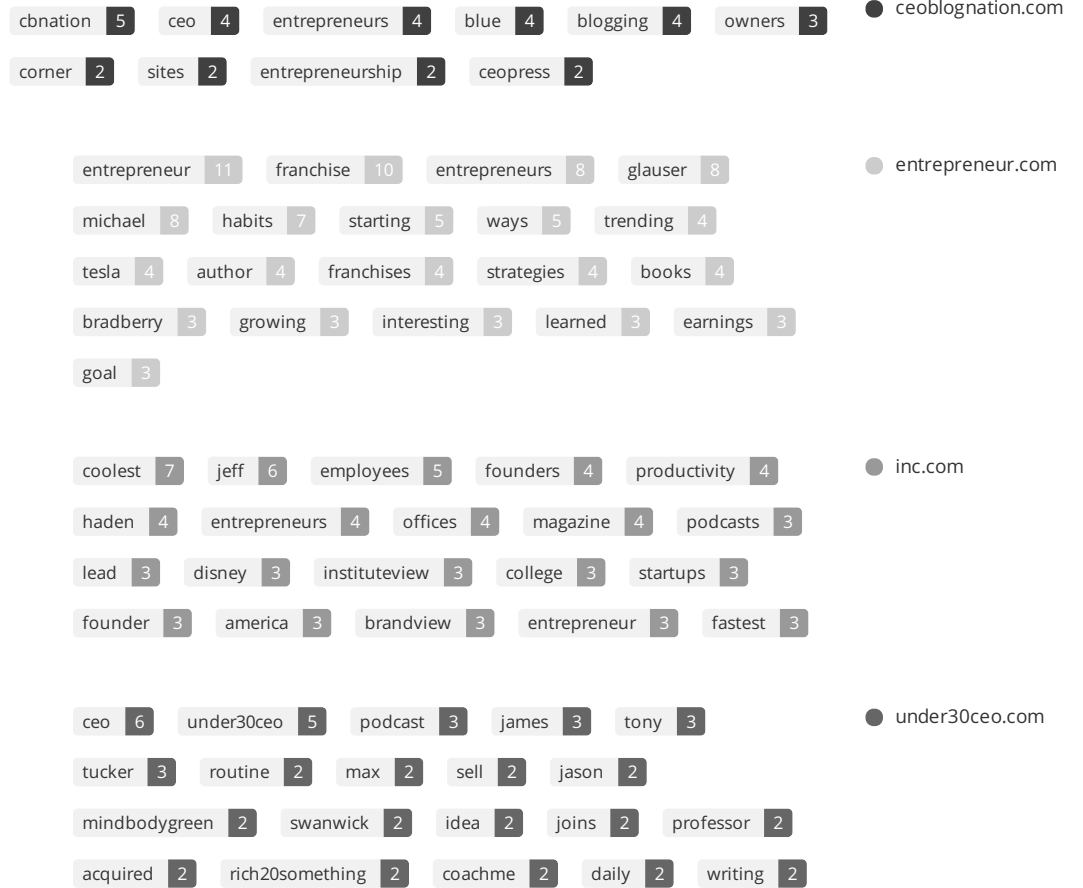 cbnation 5 ceo 4 entrepreneurs 4 blue 4 blogging 4 owners 3 ceoblognation.com
corner 2 sites 2 entrepreneurship 2 ceopress 2
entrepreneur 11 franchise 10 entrepreneurs 8 glauser 8 entrepreneur.com
michael 8 habits 7 starting 5 ways 5 trending 4
tesla 4 author 4 franchises 4 strategies 4 books 4
bradberry 3 growing 3 interesting 3 learned 3 earnings 3
goal 3
coolest 7 jeff 6 employees 5 founders 4 productivity 4 inc.com
haden 4 entrepreneurs 4 offices 4 magazine 4 podcasts 3
lead 3 disney 3 instituteview 3 college 3 startups 3
founder 3 america 3 brandview 3 entrepreneur 3 fastest 3
ceo 6 under30ceo 5 podcast 3 james 3 tony 3 under30ceo.com
tucker 3 routine 2 max 2 sell 2 jason 2
mindbodygreen 2 swanwick 2 idea 2 joins 2 professor 2
acquired 2 rich20something 2 coachme 2 daily 2 writing 2